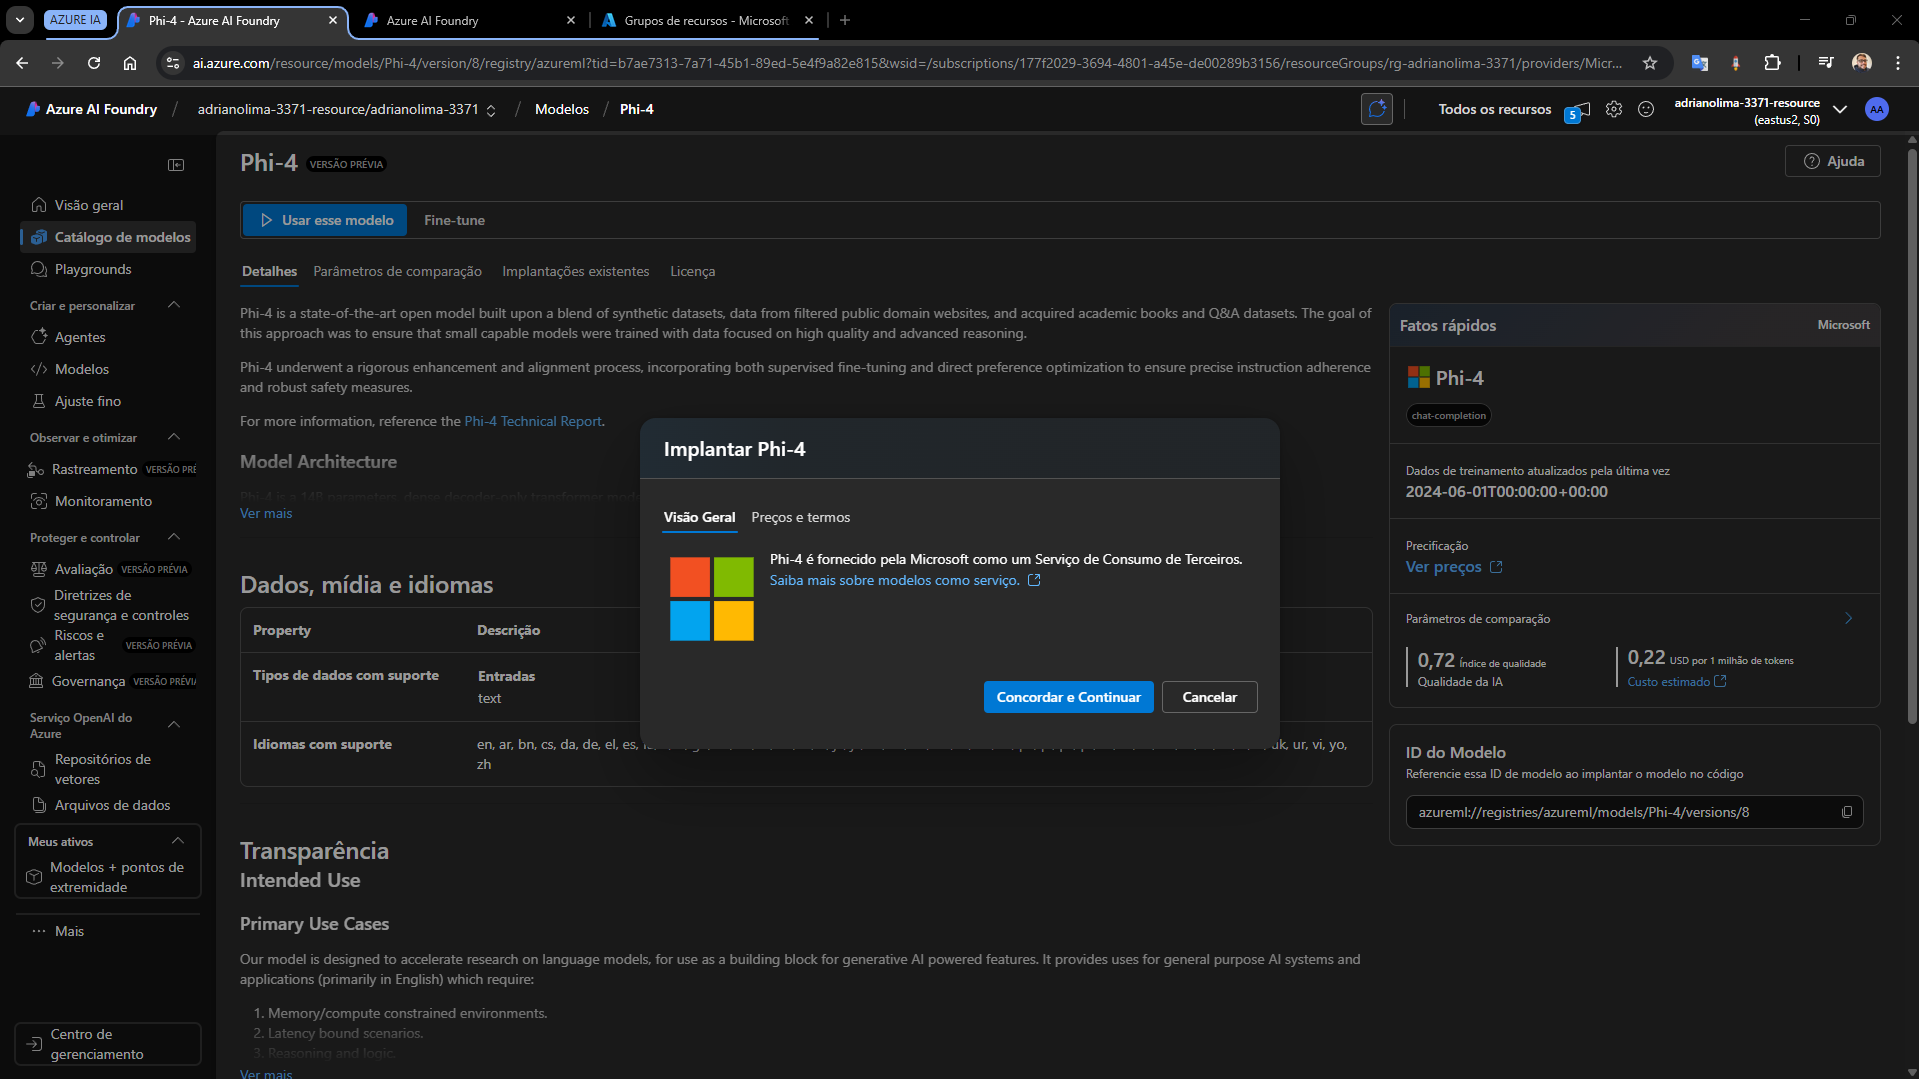 AZURE IA
Phi-4 - Azure AI Foundry
Azure AI Foundry
Grupos de recursos - Microsoft
ai.azure.com/resource/models/Phi-4/version/8/registry/azureml?tid=b7ae7313-7a71-45b1-89ed-5e4f9a82e815&wsid=/subscriptions/177f2029-3694-4801-a45e-de00289b3156/resourceGroups/rg-adrianolima-3371/providers/Micr...
Azure AI Foundry / adrianolima-3371-resource/adrianolima-3371 / Modelos / Phi-4
Todos os recursos
5
adrianolima-3371-resource
(eastus2, S0)
AA
Visão geral
Catálogo de modelos
Playgrounds
Criar e personalizar
Agentes
Modelos
Ajuste fino
Observar e otimizar
Rastreamento VERSÃO PRÉ
Monitoramento
Proteger e controlar
Avaliação VERSÃO PRÉVIA
Diretrizes de
segurança e controles
Riscos e
alertas
VERSÃO PRÉVIA
Governança VERSÃO PRÉVIA
Serviço OpenAI do
Azure
Repositórios de
vetores
Arquivos de dados
Meus ativos
Modelos + pontos de
extremidade
Mais
Centro de
gerenciamento
Phi-4 VERSÃO PRÉVIA
Ajuda
Usar esse modelo
Fine-tune
Detalhes
Parâmetros de comparação
Implantações existentes
Licença
Phi-4 is a state-of-the-art open model built upon a blend of synthetic datasets, data from filtered public domain websites, and acquired academic books and Q&A datasets. The goal of
this approach was to ensure that small capable models were trained with data focused on high quality and advanced reasoning.
Phi-4 underwent a rigorous enhancement and alignment process, incorporating both supervised fine-tuning and direct preference optimization to ensure precise instruction adherence
and robust safety measures.
For more information, reference the Phi-4 Technical Report.
Model Architecture
Phi-4 is a 14B parameters, dense decoder-only transformer mod
Ver mais
Dados, mídia e idiomas
Property
Descrição
Tipos de dados com suporte
Entradas
text
Idiomas com suporte
en, ar, bn, cs, da, de, el, es,
uk, ur, vi, yo,
zh
Transparência
Intended Use
Primary Use Cases
Our model is designed to accelerate research on language models, for use as a building block for generative AI powered features. It provides uses for general purpose AI systems and
applications (primarily in English) which require:
1. Memory/compute constrained environments.
2. Latency bound scenarios.
3. Reasoning and logic.
Ver mais
Implantar Phi-4
Visão Geral
Preços e termos
Phi-4 é fornecido pela Microsoft como um Serviço de Consumo de Terceiros.
Saiba mais sobre modelos como serviço.
Concordar e Continuar
Cancelar
Fatos rápidos
Microsoft
Phi-4
chat-completion
Dados de treinamento atualizados pela última vez
2024-06-01T00:00:00+00:00
Precificação
Ver preços
Parâmetros de comparação
0,72 Índice de qualidade
Qualidade da IA
0,22 USD por 1 milhão de tokens
Custo estimado
ID do Modelo
Referencie essa ID de modelo ao implantar o modelo no código
azureml://registries/azureml/models/Phi-4/versions/8